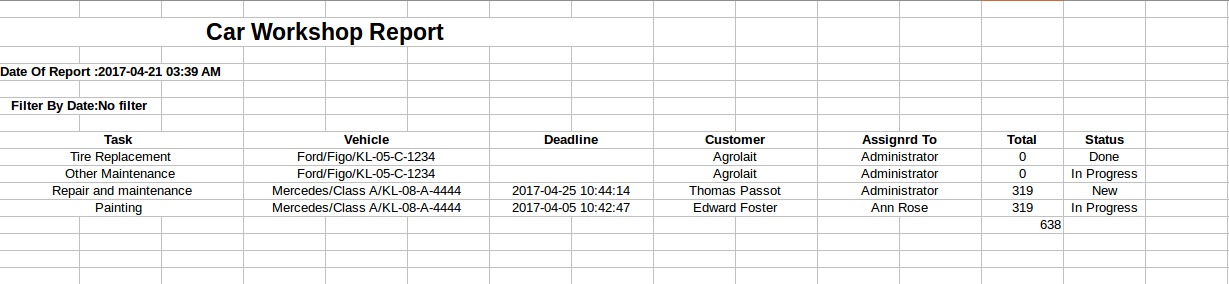 Car Workshop Report
Date Of Report :2017-04-21 03:39 AM
Filter By Date:No filter
Task Vehicle Deadline Customer Assignrd To Total Status
Tire Replacement Ford/Figo/KL-05-C-1234 Agrolait Administrator 0 Done
Other Maintenance Ford/Figo/KL-05-C-1234 Agrolait Administrator 0 In Progress
Repair and maintenance Mercedes/Class A/KL-08-A-4444 2017-04-25 10:44:14 Thomas Passot Administrator 319 New
Painting Mercedes/Class A/KL-08-A-4444 2017-04-05 10:42:47 Edward Foster Ann Rose 319 In Progress
638